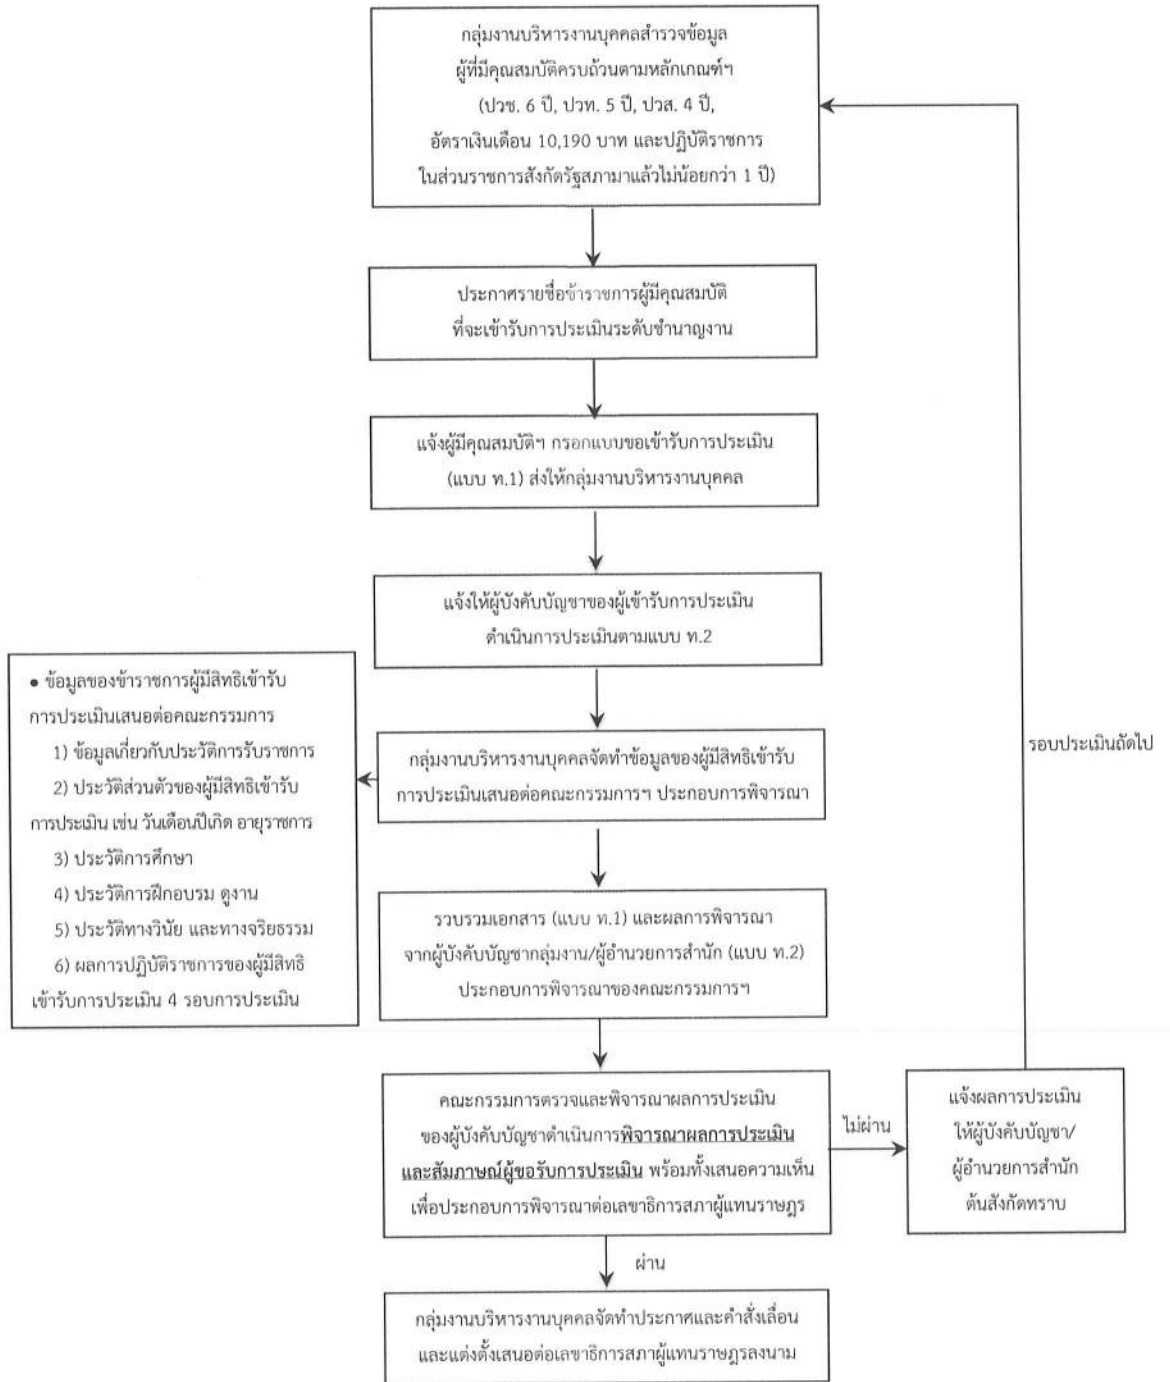 กลุ่มงานบริหารงานบุคคลสำรวจข้อมูล
ผู้ที่มีคุณสมบัติครบถ้วนตามหลักเกณฑ์ฯ
(ปวช. 6 ปี, ปวท. 5 ปี, ปวส. 4 ปี,
อัตราเงินเดือน 10,190 บาท และปฏิบัติราชการ
ในส่วนราชการสังกัดรัฐสภามาแล้วไม่น้อยกว่า 1 ปี)
ประกาศรายชื่อข้าราชการผู้มีคุณสมบัติ
ที่จะเข้ารับการประเมินระดับชำนาญงาน
แจ้งผู้มีคุณสมบัติฯ กรอกแบบขอเข้ารับการประเมิน
(แบบ ท.1) ส่งให้กลุ่มงานบริหารงานบุคคล
แจ้งให้ผู้บังคับบัญชาของผู้เข้ารับการประเมิน
ดำเนินการประเมินตามแบบ ท.2
กลุ่มงานบริหารงานบุคคลจัดทำข้อมูลของผู้มีสิทธิเข้ารับ
การประเมินเสนอต่อคณะกรรมการฯ ประกอบการพิจารณา
• ข้อมูลของข้าราชการผู้มีสิทธิเข้ารับ
การประเมินเสนอต่อคณะกรรมการ
1) ข้อมูลเกี่ยวกับประวัติการรับราชการ
2) ประวัติส่วนตัวของผู้มีสิทธิเข้ารับ
การประเมิน เช่น วันเดือนปีเกิด อายุราชการ
3) ประวัติการศึกษา
4) ประวัติการฝึกอบรม ดูงาน
5) ประวัติทางวินัย และทางจริยธรรม
6) ผลการปฏิบัติราชการของผู้มีสิทธิ
เข้ารับการประเมิน 4 รอบการประเมิน
รวบรวมเอกสาร (แบบ ท.1) และผลการพิจารณา
จากผู้บังคับบัญชากลุ่มงาน/ผู้อำนวยการสำนัก (แบบ ท.2)
ประกอบการพิจารณาของคณะกรรมการฯ
คณะกรรมการตรวจและพิจารณาผลการประเมิน
ของผู้บังคับบัญชาดำเนินการพิจารณาผลการประเมิน
และสัมภาษณ์ผู้ขอรับการประเมิน พร้อมทั้งเสนอความเห็น
เพื่อประกอบการพิจารณาต่อเลขาธิการสภาผู้แทนราษฎร
ไม่ผ่าน
แจ้งผลการประเมิน
ให้ผู้บังคับบัญชา/
ผู้อำนวยการสำนัก
ต้นสังกัดทราบ
รอบประเมินถัดไป
ผ่าน
กลุ่มงานบริหารงานบุคคลจัดทำประกาศและคำสั่งเลื่อน
และแต่งตั้งเสนอต่อเลขาธิการสภาผู้แทนราษฎรลงนาม